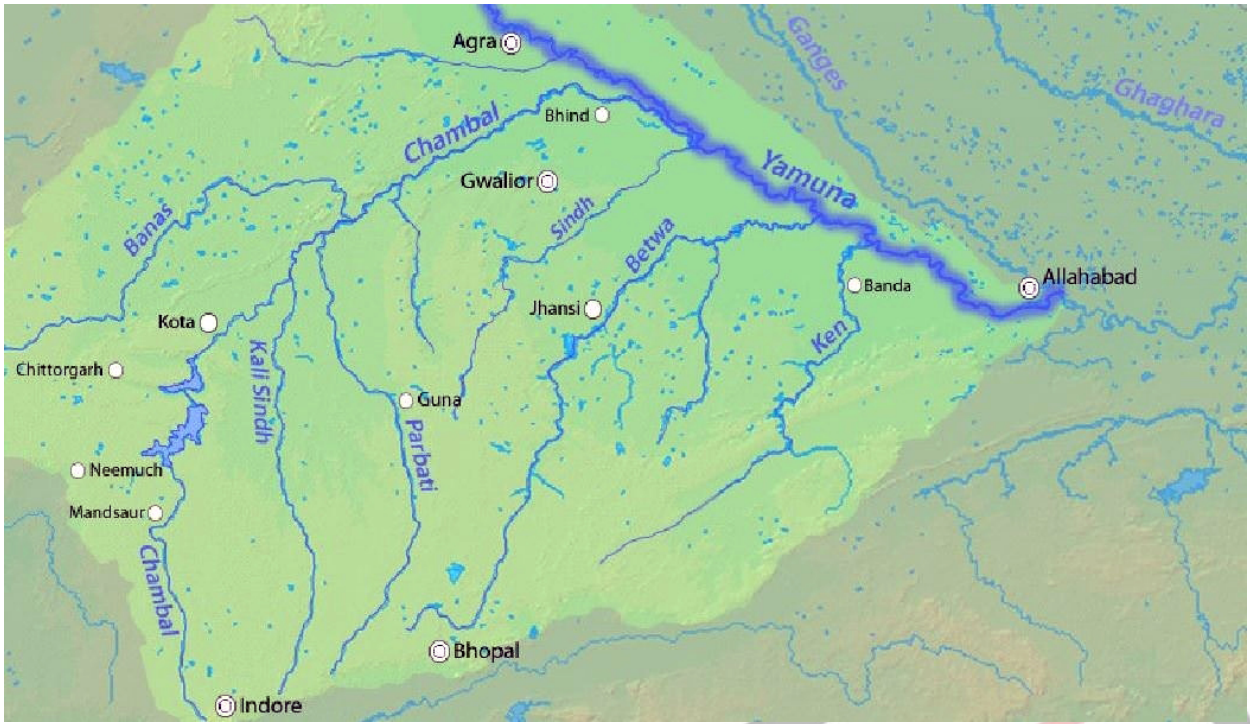 Agra
Ganges
Ghaghara
Bhind
Chambal
Yamuna
Gwalior
Banas
Sindh
Betwa
Allahabad
Banda
Jhansi
Kota
Ken
Kali Sindh
Chittorgarh
Guna
Parbati
Neemuch
Mandsaur
Chambal
Bhopal
Indore